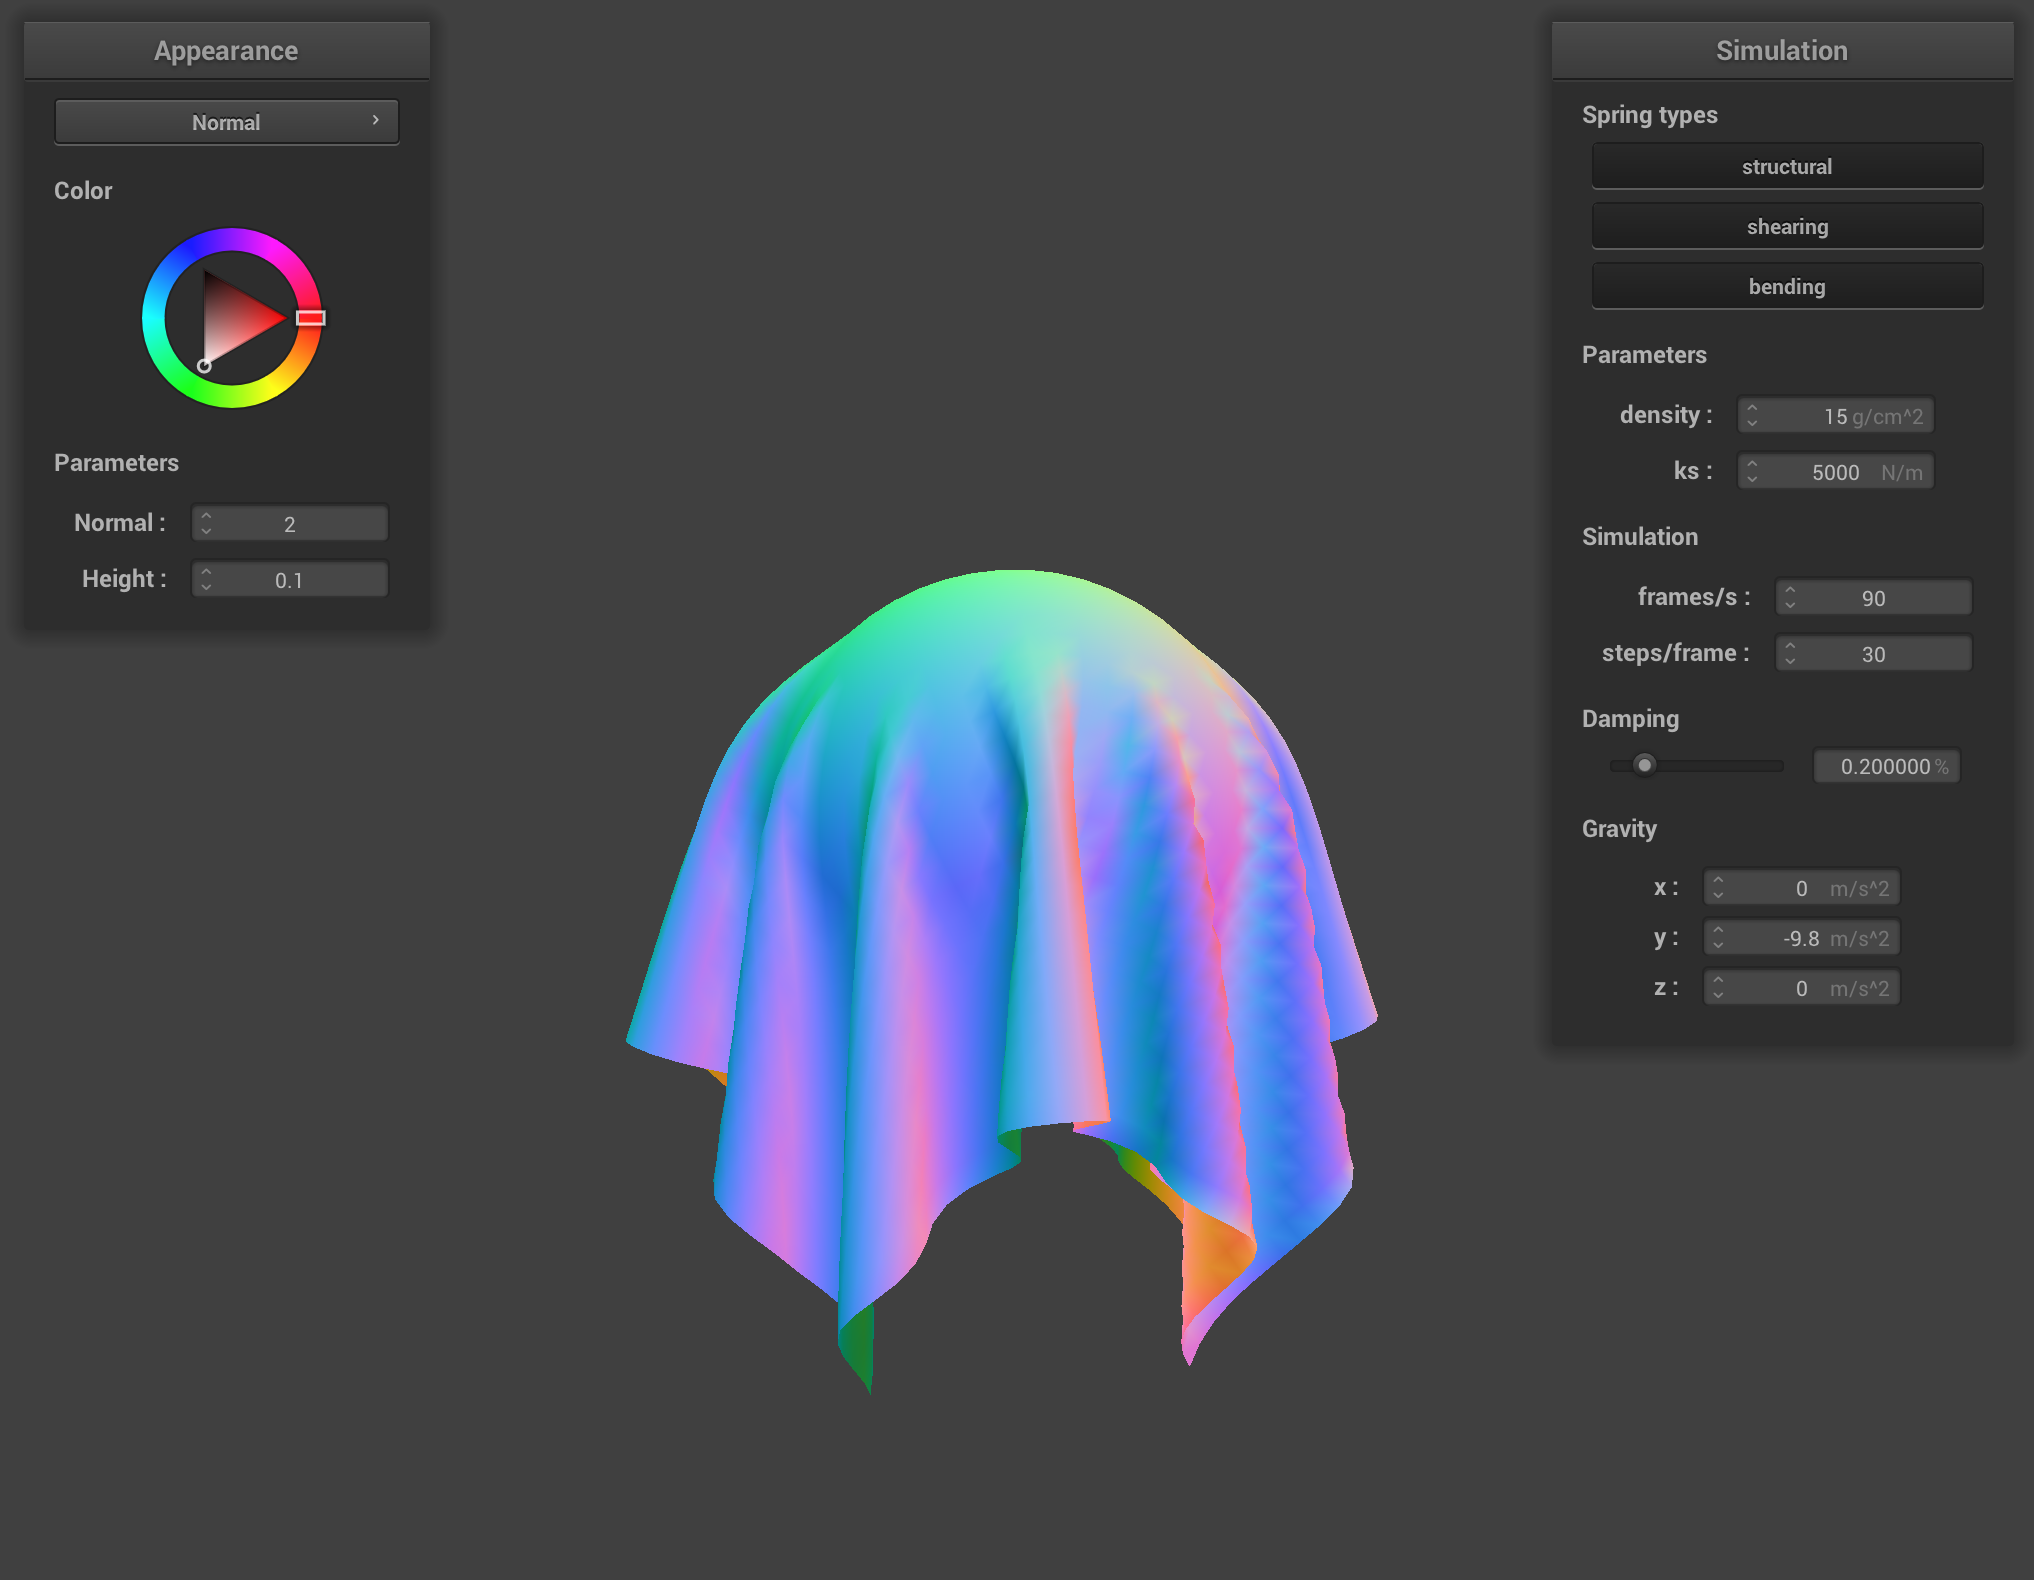 Appearance
Normal
Color
Parameters
Normal : 2
Height : 0.1
Simulation
Spring types
structural
shearing
bending
Parameters
density : 15 g/cm^2
ks : 5000 N/m
Simulation
frames/s : 90
steps/frame : 30
Damping
0.200000 %
Gravity
x : 0 m/s^2
y : -9.8 m/s^2
z : 0 m/s^2